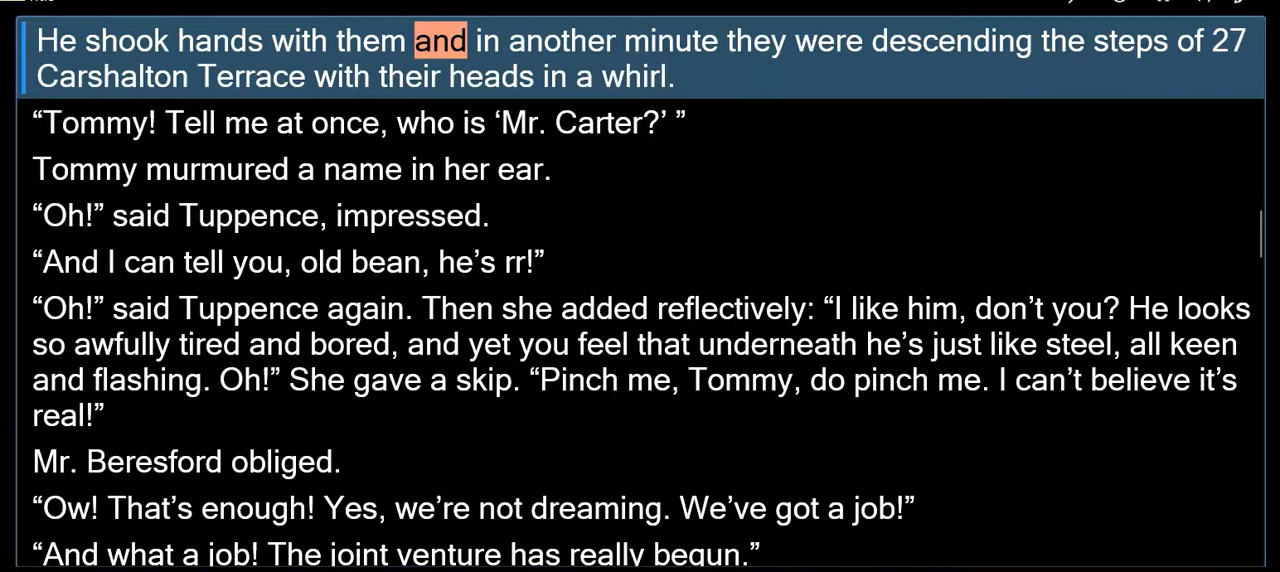 He shook hands with them and in another minute they were descending the steps of 27
Carshalton Terrace with their heads in a whirl.
“Tommy! Tell me at once, who is ‘Mr. Carter?’ ”
Tommy murmured a name in her ear.
“Oh!” said Tuppence, impressed.
“And I can tell you, old bean, he’s rr!”
“Oh!” said Tuppence again. Then she added reflectively: “I like him, don’t you? He looks
so awfully tired and bored, and yet you feel that underneath he’s just like steel, all keen
and flashing. Oh!” She gave a skip. “Pinch me, Tommy, do pinch me. I can’t believe it’s
real!”
Mr. Beresford obliged.
“Ow! That’s enough! Yes, we’re not dreaming. We’ve got a job!”
“And what a job! The joint venture has really begun.”